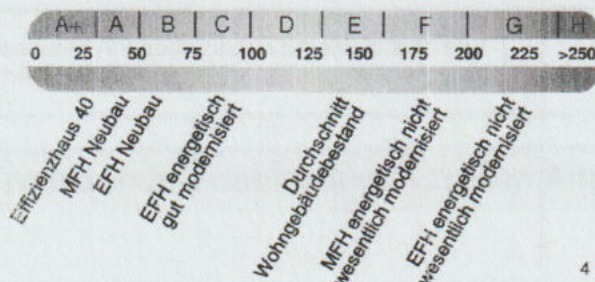 A+ A B C D E F G H
0 25 50 75 100 125 150 175 200 225 >250
Effizienzhaus 40
MFH Neubau
EFH Neubau
EFH energetisch
gut modernisiert
Durchschnitt
Wohngebäudebestand
MFH energetisch nicht
wesentlich modernisiert
EFH energetisch nicht
wesentlich modernisiert
4